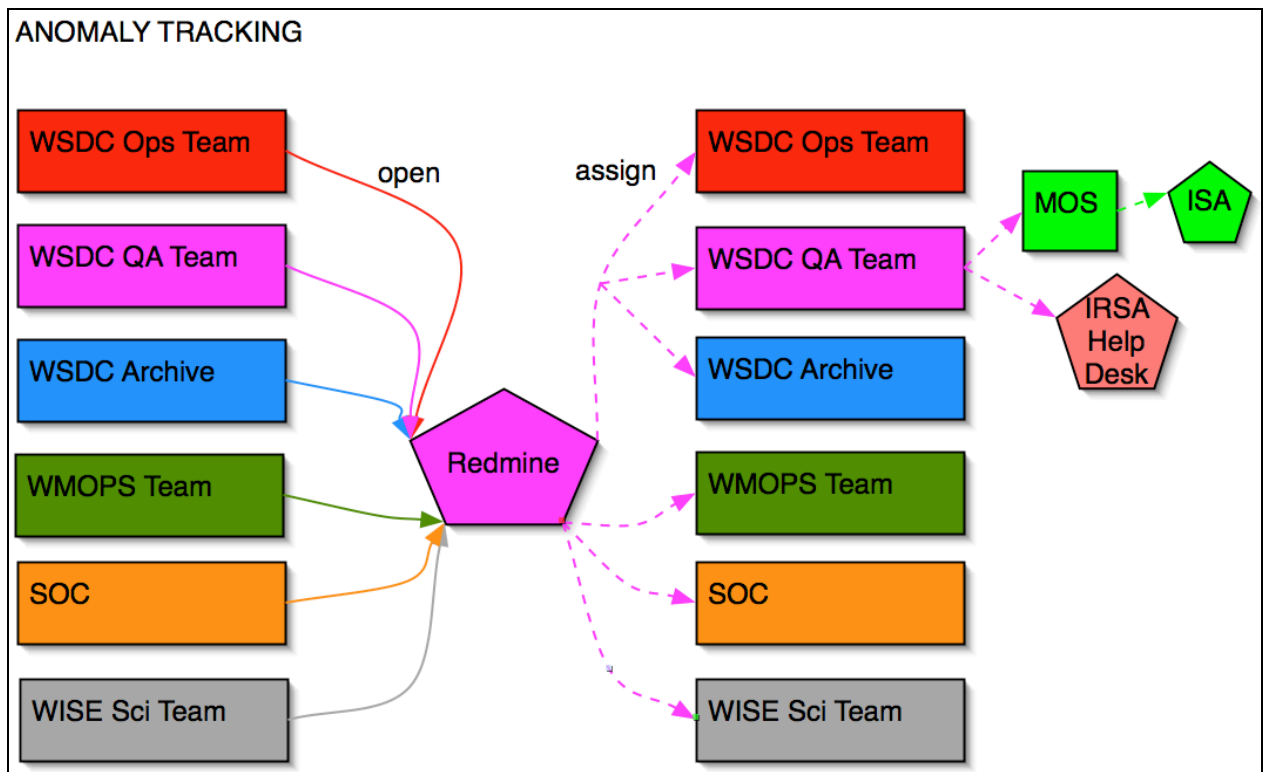 ANOMALY TRACKING
WSDC Ops Team
open
assign
WSDC Ops Team
MOS
ISA
WSDC QA Team
WSDC QA Team
IRSA
Help
Desk
WSDC Archive
WSDC Archive
Redmine
WMOPS Team
WMOPS Team
SOC
SOC
WISE Sci Team
WISE Sci Team